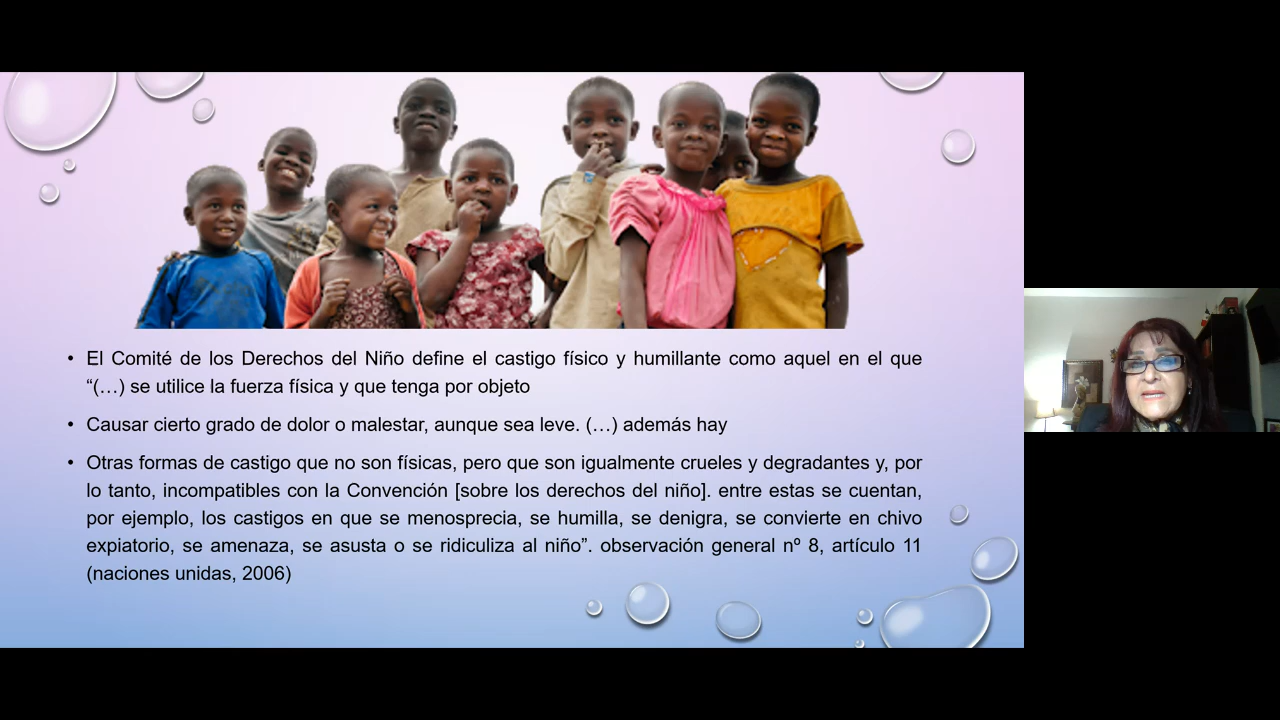 • El Comité de los Derechos del Niño define el castigo físico y humillante como aquel en el que
“(…) se utilice la fuerza física y que tenga por objeto
• Causar cierto grado de dolor o malestar, aunque sea leve. (…) además hay
• Otras formas de castigo que no son físicas, pero que son igualmente crueles y degradantes y, por
lo tanto, incompatibles con la Convención [sobre los derechos del niño]. entre estas se cuentan,
por ejemplo, los castigos en que se menosprecia, se humilla, se denigra, se convierte en chivo
expiatorio, se amenaza, se asusta o se ridiculiza al niño”. observación general nº 8, artículo 11
(naciones unidas, 2006)